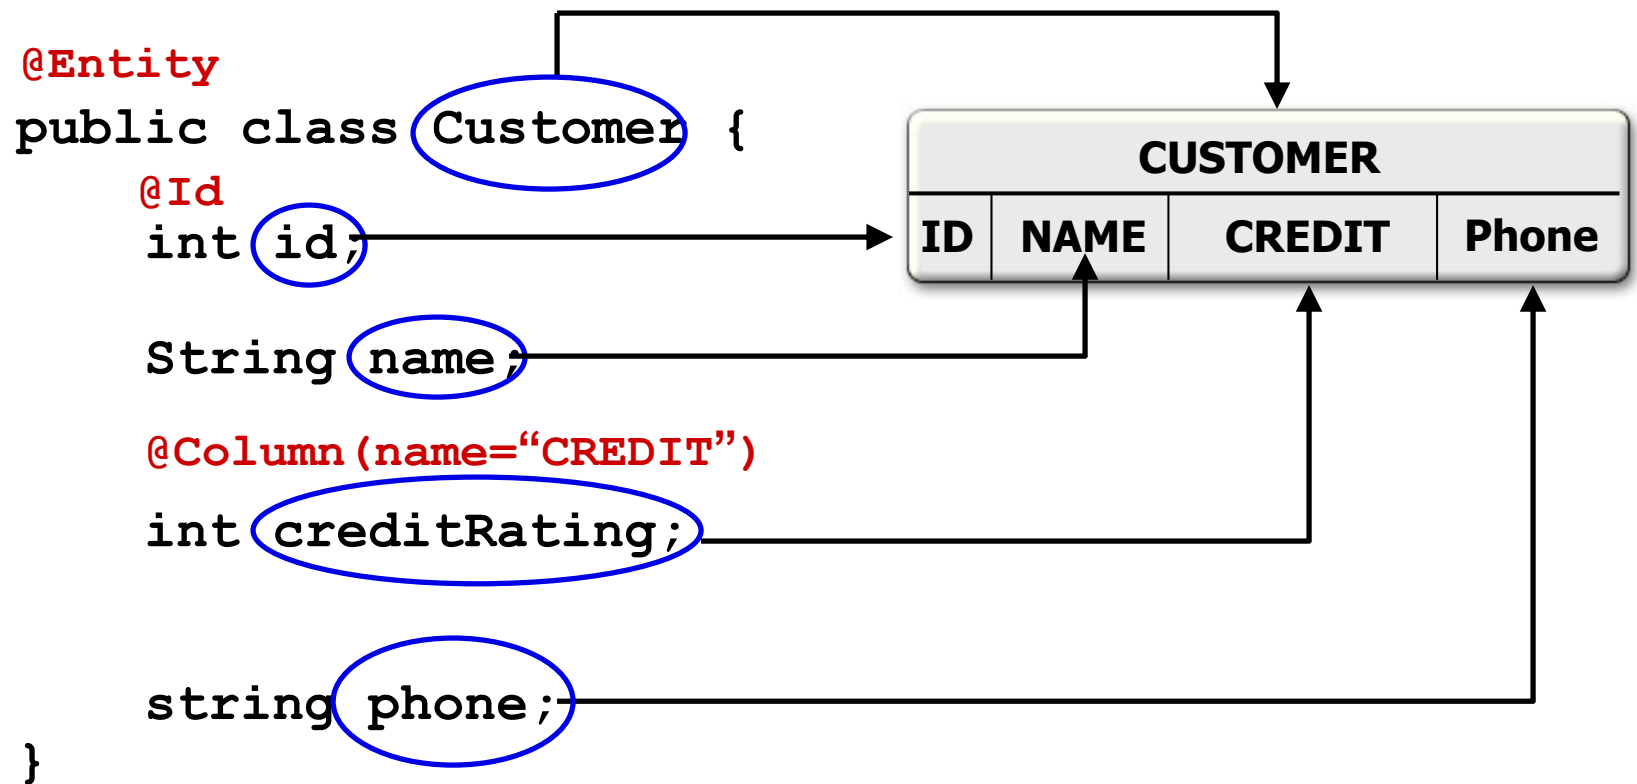 @Entity
public class Customer {
@Id
int id;
String name;
@Column(name=“CREDIT”)
int creditRating;
string phone;
}
CUSTOMER
ID NAME CREDIT Phone